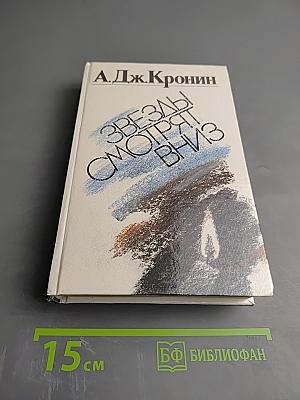 А.Дж.Кронин
ЗВЕЗДЫ
СМОТРЯТ
ВНИЗ
15 см
БФ БИБЛИОФАН